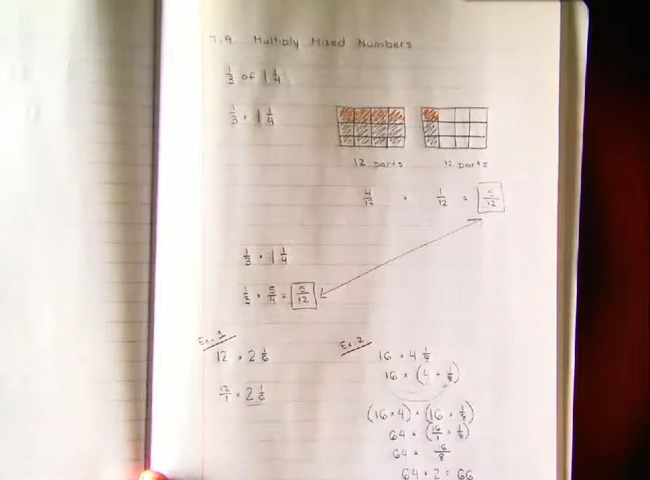 7.9 Multiply Mixed Numbers
1/3 of 1 1/4
1/3 · 1 1/4
12 parts 12 parts
4/12 + 1/12 = 5/12
1/3 · 1 1/4
1/3 · 5/4 = 5/12
Ex. 1
12 × 2 1/6
12/1 · 2 1/6
Ex. 2
16 × 4 1/8
16 × (4 + 1/8)
(16 × 4) + (16 × 1/8)
64 + (16/1 × 1/8)
64 + 16/8
64 + 2 = 66